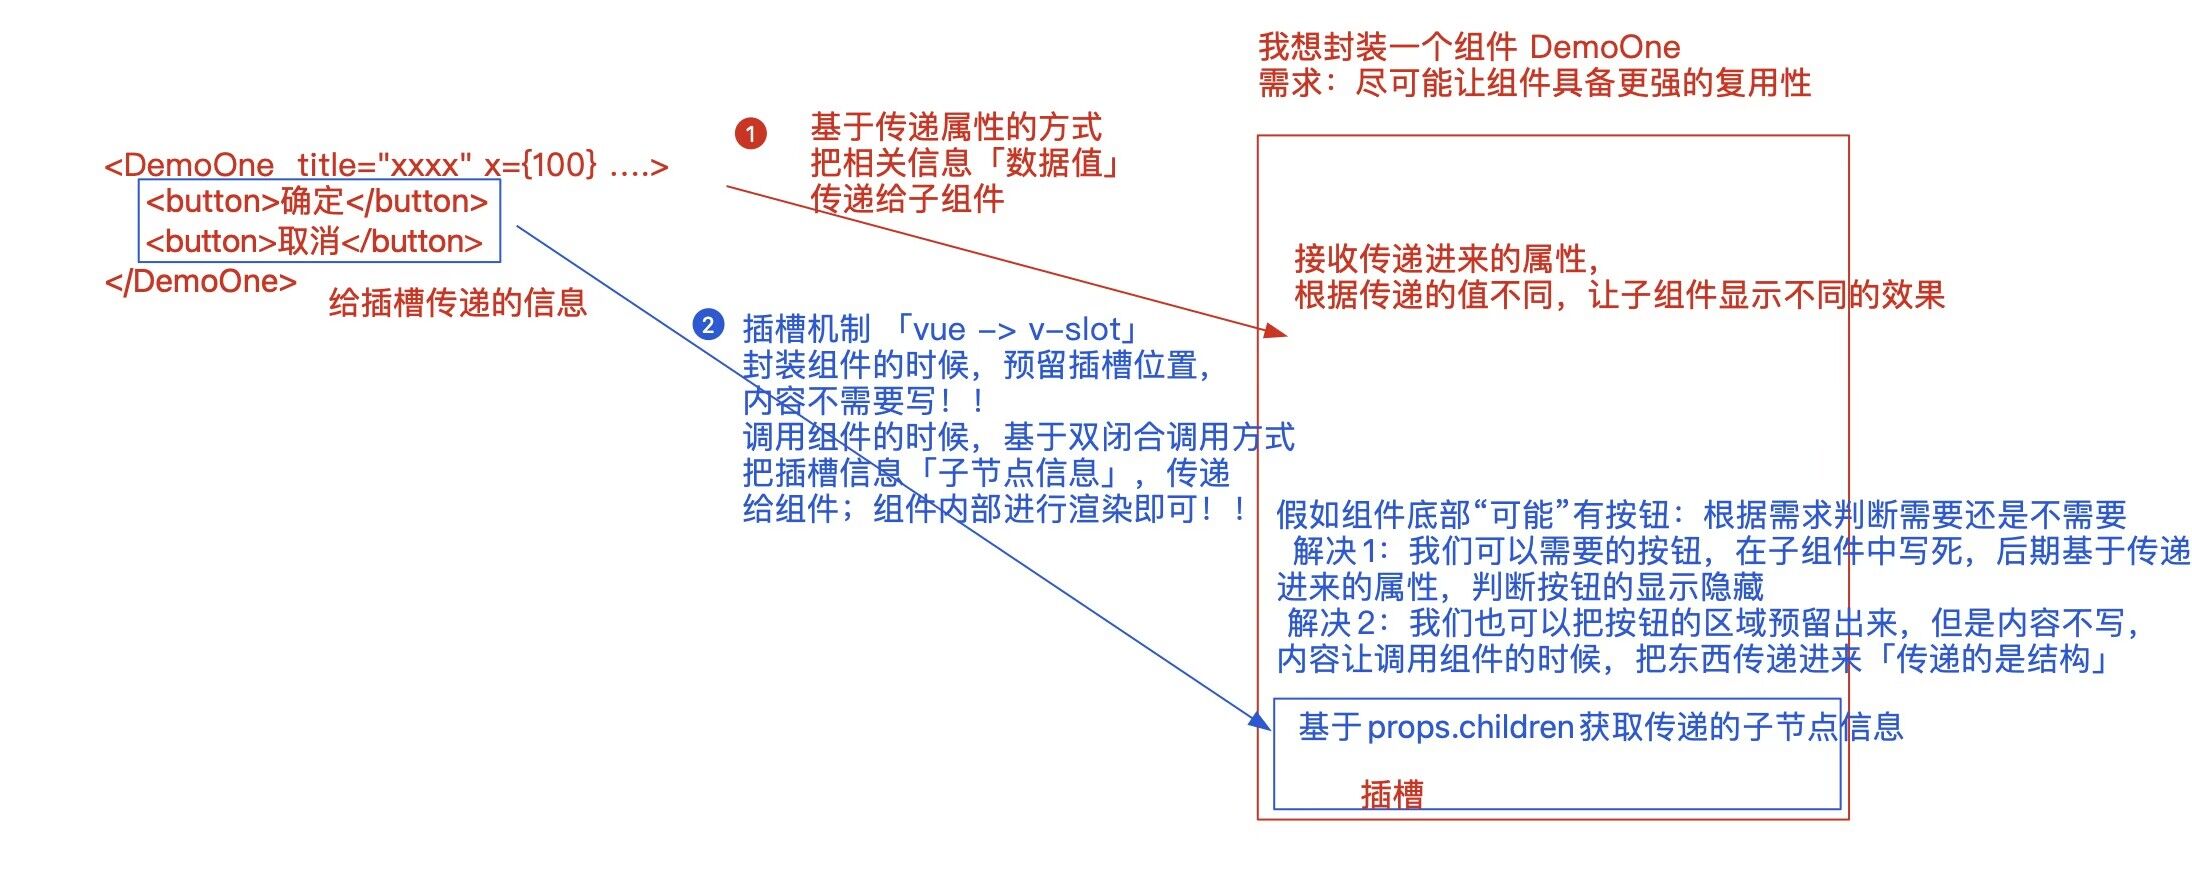 我想封装一个组件 DemoOne
需求：尽可能让组件具备更强的复用性
<DemoOne title="xxxx" x={100} ....>
<button>确定</button>
<button>取消</button>
</DemoOne>
给插槽传递的信息
1
基于传递属性的方式
把相关信息「数据值」
传递给子组件
接收传递进来的属性，
根据传递的值不同，让子组件显示不同的效果
2
插槽机制 「vue -> v-slot」
封装组件的时候，预留插槽位置，
内容不需要写！！
调用组件的时候，基于双闭合调用方式
把插槽信息「子节点信息」，传递
给组件；组件内部进行渲染即可！！
假如组件底部“可能”有按钮：根据需求判断需要还是不需要
解决1：我们可以需要的按钮，在子组件中写死，后期基于传递
进来的属性，判断按钮的显示隐藏
解决2：我们也可以把按钮的区域预留出来，但是内容不写，
内容让调用组件的时候，把东西传递进来「传递的是结构」
基于props.children获取传递的子节点信息
插槽